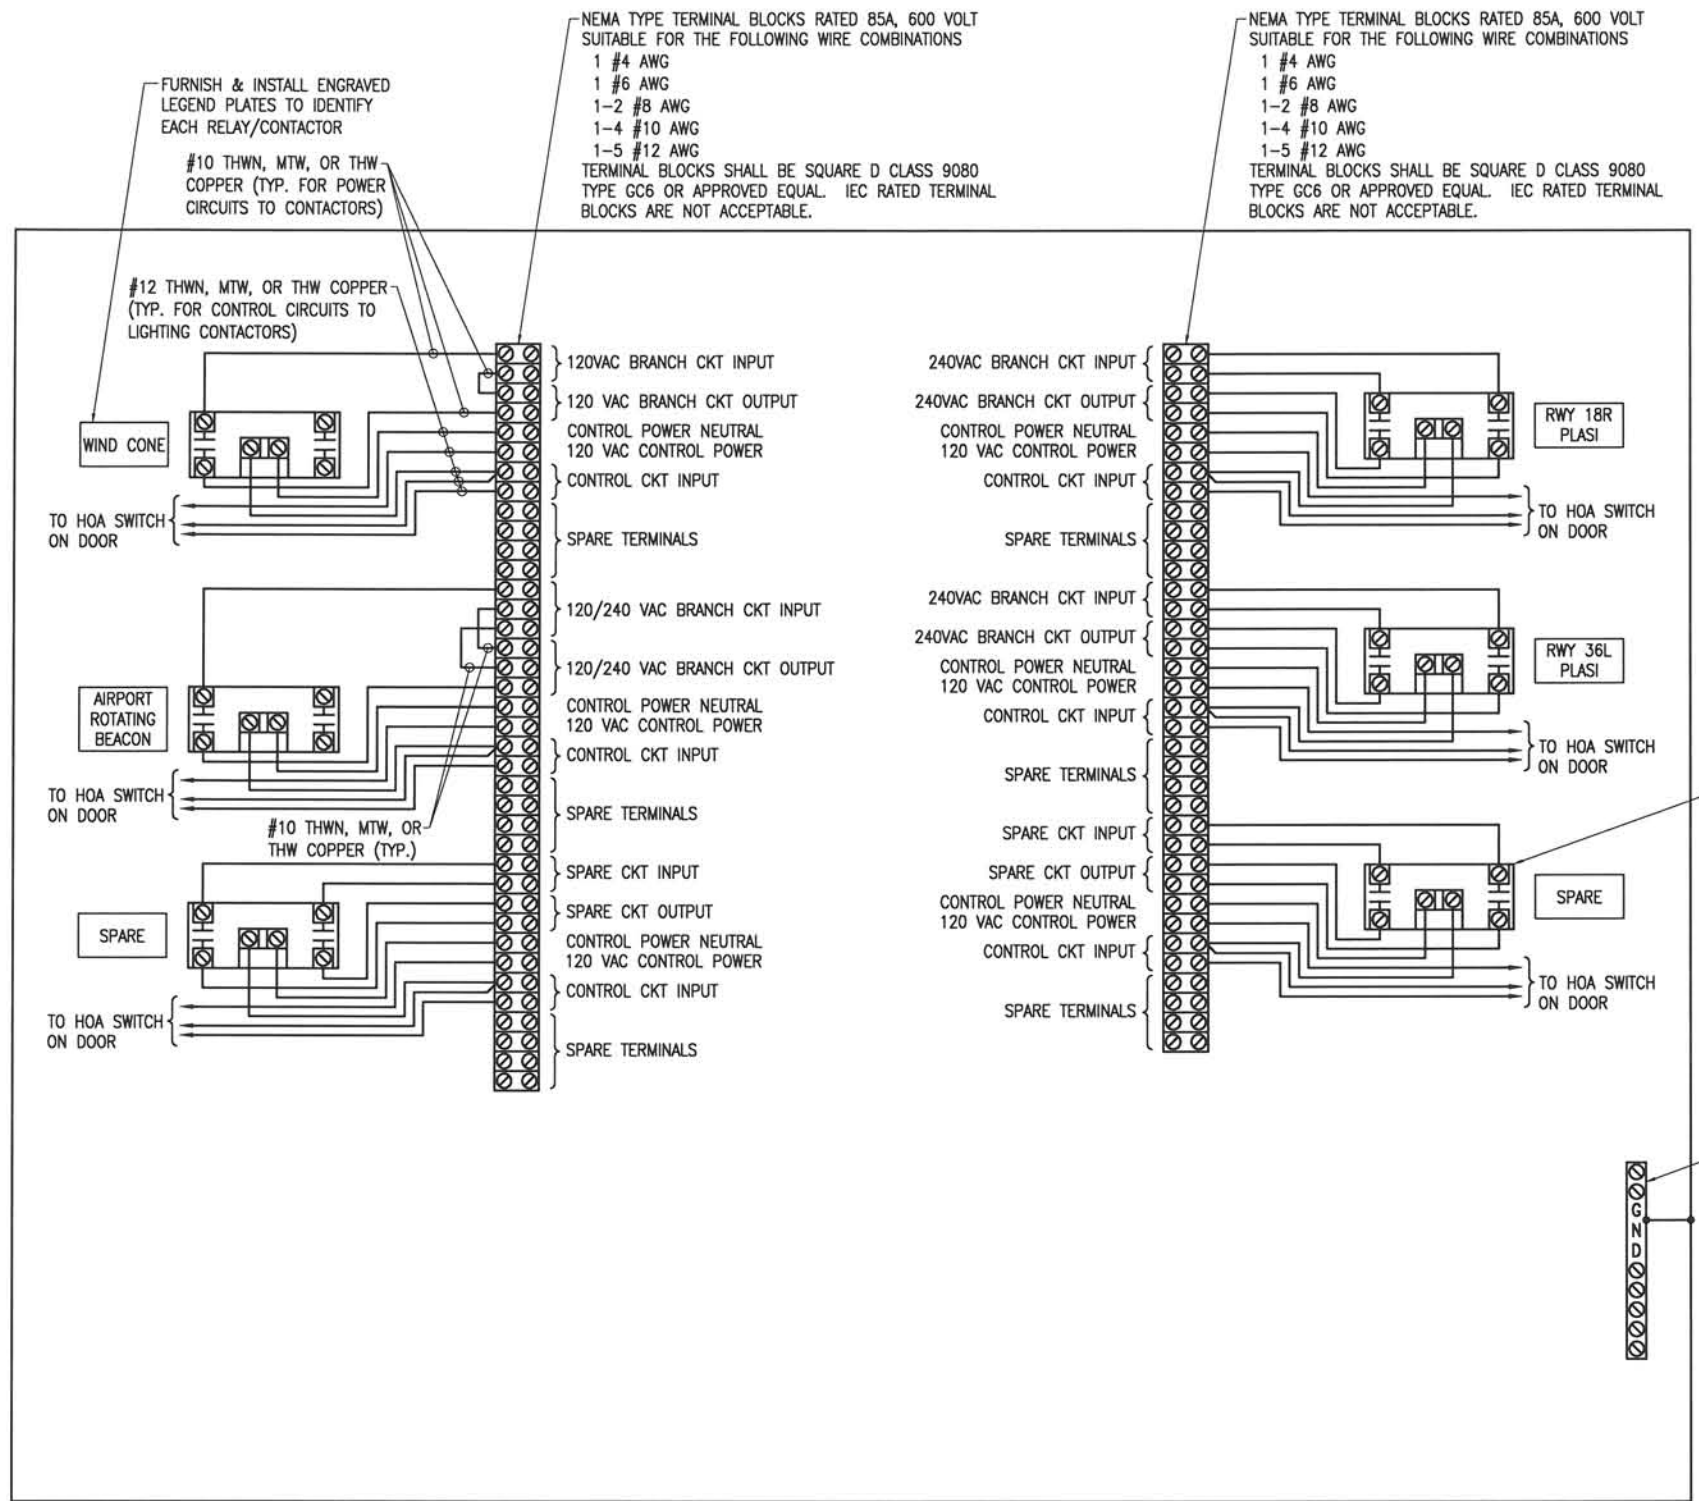 NEMA TYPE TERMINAL BLOCKS RATED 85A, 600 VOLT
SUITABLE FOR THE FOLLOWING WIRE COMBINATIONS
1 #4 AWG
1 #6 AWG
1-2 #8 AWG
1-4 #10 AWG
1-5 #12 AWG
TERMINAL BLOCKS SHALL BE SQUARE D CLASS 9080
TYPE GC6 OR APPROVED EQUAL. IEC RATED TERMINAL
BLOCKS ARE NOT ACCEPTABLE.
NEMA TYPE TERMINAL BLOCKS RATED 85A, 600 VOLT
SUITABLE FOR THE FOLLOWING WIRE COMBINATIONS
1 #4 AWG
1 #6 AWG
1-2 #8 AWG
1-4 #10 AWG
1-5 #12 AWG
TERMINAL BLOCKS SHALL BE SQUARE D CLASS 9080
TYPE GC6 OR APPROVED EQUAL. IEC RATED TERMINAL
BLOCKS ARE NOT ACCEPTABLE.
FURNISH & INSTALL ENGRAVED
LEGEND PLATES TO IDENTIFY
EACH RELAY/CONTACTOR
#10 THWN, MTW, OR THW
COPPER (TYP. FOR POWER
CIRCUITS TO CONTACTORS)
#12 THWN, MTW, OR THW COPPER
(TYP. FOR CONTROL CIRCUITS TO
LIGHTING CONTACTORS)
WIND CONE
TO HOA SWITCH
ON DOOR
120VAC BRANCH CKT INPUT
120 VAC BRANCH CKT OUTPUT
CONTROL POWER NEUTRAL
120 VAC CONTROL POWER
CONTROL CKT INPUT
SPARE TERMINALS
AIRPORT
ROTATING
BEACON
TO HOA SWITCH
ON DOOR
#10 THWN, MTW, OR
THW COPPER (TYP.)
120/240 VAC BRANCH CKT INPUT
120/240 VAC BRANCH CKT OUTPUT
CONTROL POWER NEUTRAL
120 VAC CONTROL POWER
CONTROL CKT INPUT
SPARE TERMINALS
SPARE
TO HOA SWITCH
ON DOOR
SPARE CKT INPUT
SPARE CKT OUTPUT
CONTROL POWER NEUTRAL
120 VAC CONTROL POWER
CONTROL CKT INPUT
SPARE TERMINALS
240VAC BRANCH CKT INPUT
240VAC BRANCH CKT OUTPUT
CONTROL POWER NEUTRAL
120 VAC CONTROL POWER
CONTROL CKT INPUT
SPARE TERMINALS
RWY 18R
PLASI
TO HOA SWITCH
ON DOOR
240VAC BRANCH CKT INPUT
240VAC BRANCH CKT OUTPUT
CONTROL POWER NEUTRAL
120 VAC CONTROL POWER
CONTROL CKT INPUT
SPARE TERMINALS
RWY 36L
PLASI
TO HOA SWITCH
ON DOOR
SPARE CKT INPUT
SPARE CKT OUTPUT
CONTROL POWER NEUTRAL
120 VAC CONTROL POWER
CONTROL CKT INPUT
SPARE TERMINALS
SPARE
TO HOA SWITCH
ON DOOR
GND